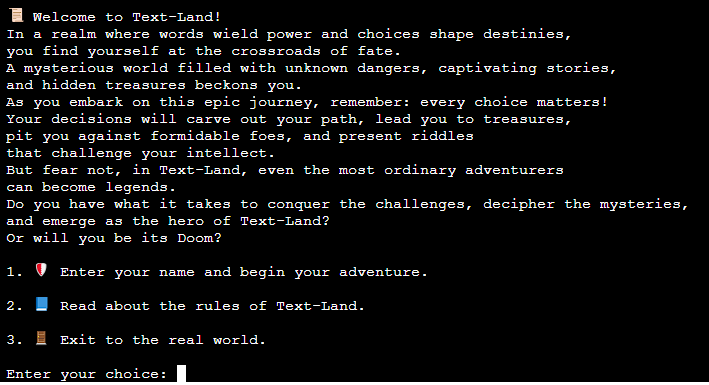 📜 Welcome to Text-Land!
In a realm where words wield power and choices shape destinies,
you find yourself at the crossroads of fate.
A mysterious world filled with unknown dangers, captivating stories,
and hidden treasures beckons you.
As you embark on this epic journey, remember: every choice matters!
Your decisions will carve out your path, lead you to treasures,
pit you against formidable foes, and present riddles
that challenge your intellect.
But fear not, in Text-Land, even the most ordinary adventurers
can become legends.
Do you have what it takes to conquer the challenges, decipher the mysteries,
and emerge as the hero of Text-Land?
Or will you be its Doom?
1. 🛡️ Enter your name and begin your adventure.
2. 📘 Read about the rules of Text-Land.
3. 🚪 Exit to the real world.
Enter your choice: